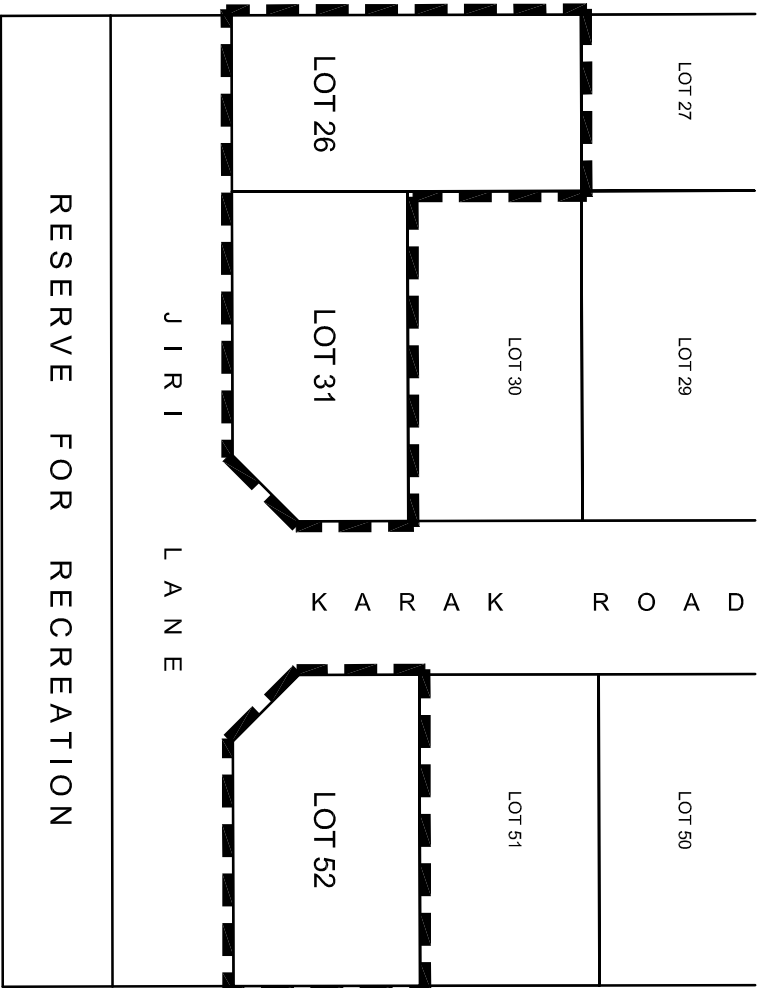 LOT 26
LOT 27
LOT 31
LOT 30
LOT 29
JIRI LANE
RESERVE FOR RECREATION
KARAK ROAD
LOT 52
LOT 51
LOT 50